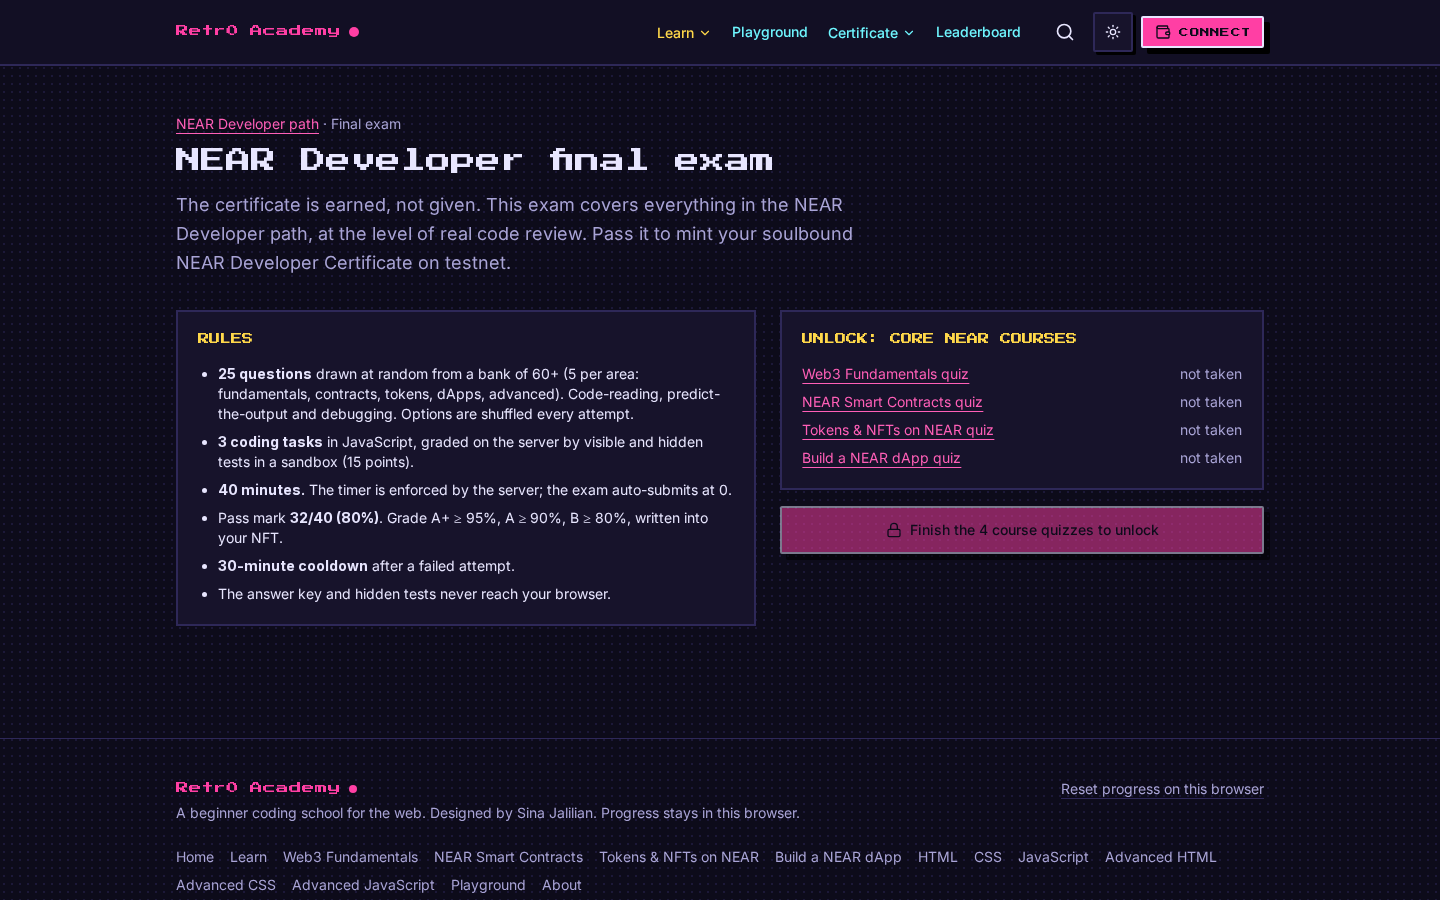 Retr0 Academy
Learn
Playground
Certificate
Leaderboard
CONNECT
NEAR Developer path · Final exam
NEAR Developer final exam
The certificate is earned, not given. This exam covers everything in the NEAR
Developer path, at the level of real code review. Pass it to mint your soulbound
NEAR Developer Certificate on testnet.
RULES
25 questions drawn at random from a bank of 60+ (5 per area:
fundamentals, contracts, tokens, dApps, advanced). Code-reading, predict-
the-output and debugging. Options are shuffled every attempt.
3 coding tasks in JavaScript, graded on the server by visible and hidden
tests in a sandbox (15 points).
40 minutes. The timer is enforced by the server; the exam auto-submits at 0.
Pass mark 32/40 (80%). Grade A+ ≥ 95%, A ≥ 90%, B ≥ 80%, written into
your NFT.
30-minute cooldown after a failed attempt.
The answer key and hidden tests never reach your browser.
UNLOCK: CORE NEAR COURSES
Web3 Fundamentals quiz not taken
NEAR Smart Contracts quiz not taken
Tokens & NFTs on NEAR quiz not taken
Build a NEAR dApp quiz not taken
Finish the 4 course quizzes to unlock
Retr0 Academy
Reset progress on this browser
A beginner coding school for the web. Designed by Sina Jalilian. Progress stays in this browser.
Home Learn Web3 Fundamentals NEAR Smart Contracts Tokens & NFTs on NEAR Build a NEAR dApp HTML CSS JavaScript Advanced HTML
Advanced CSS Advanced JavaScript Playground About